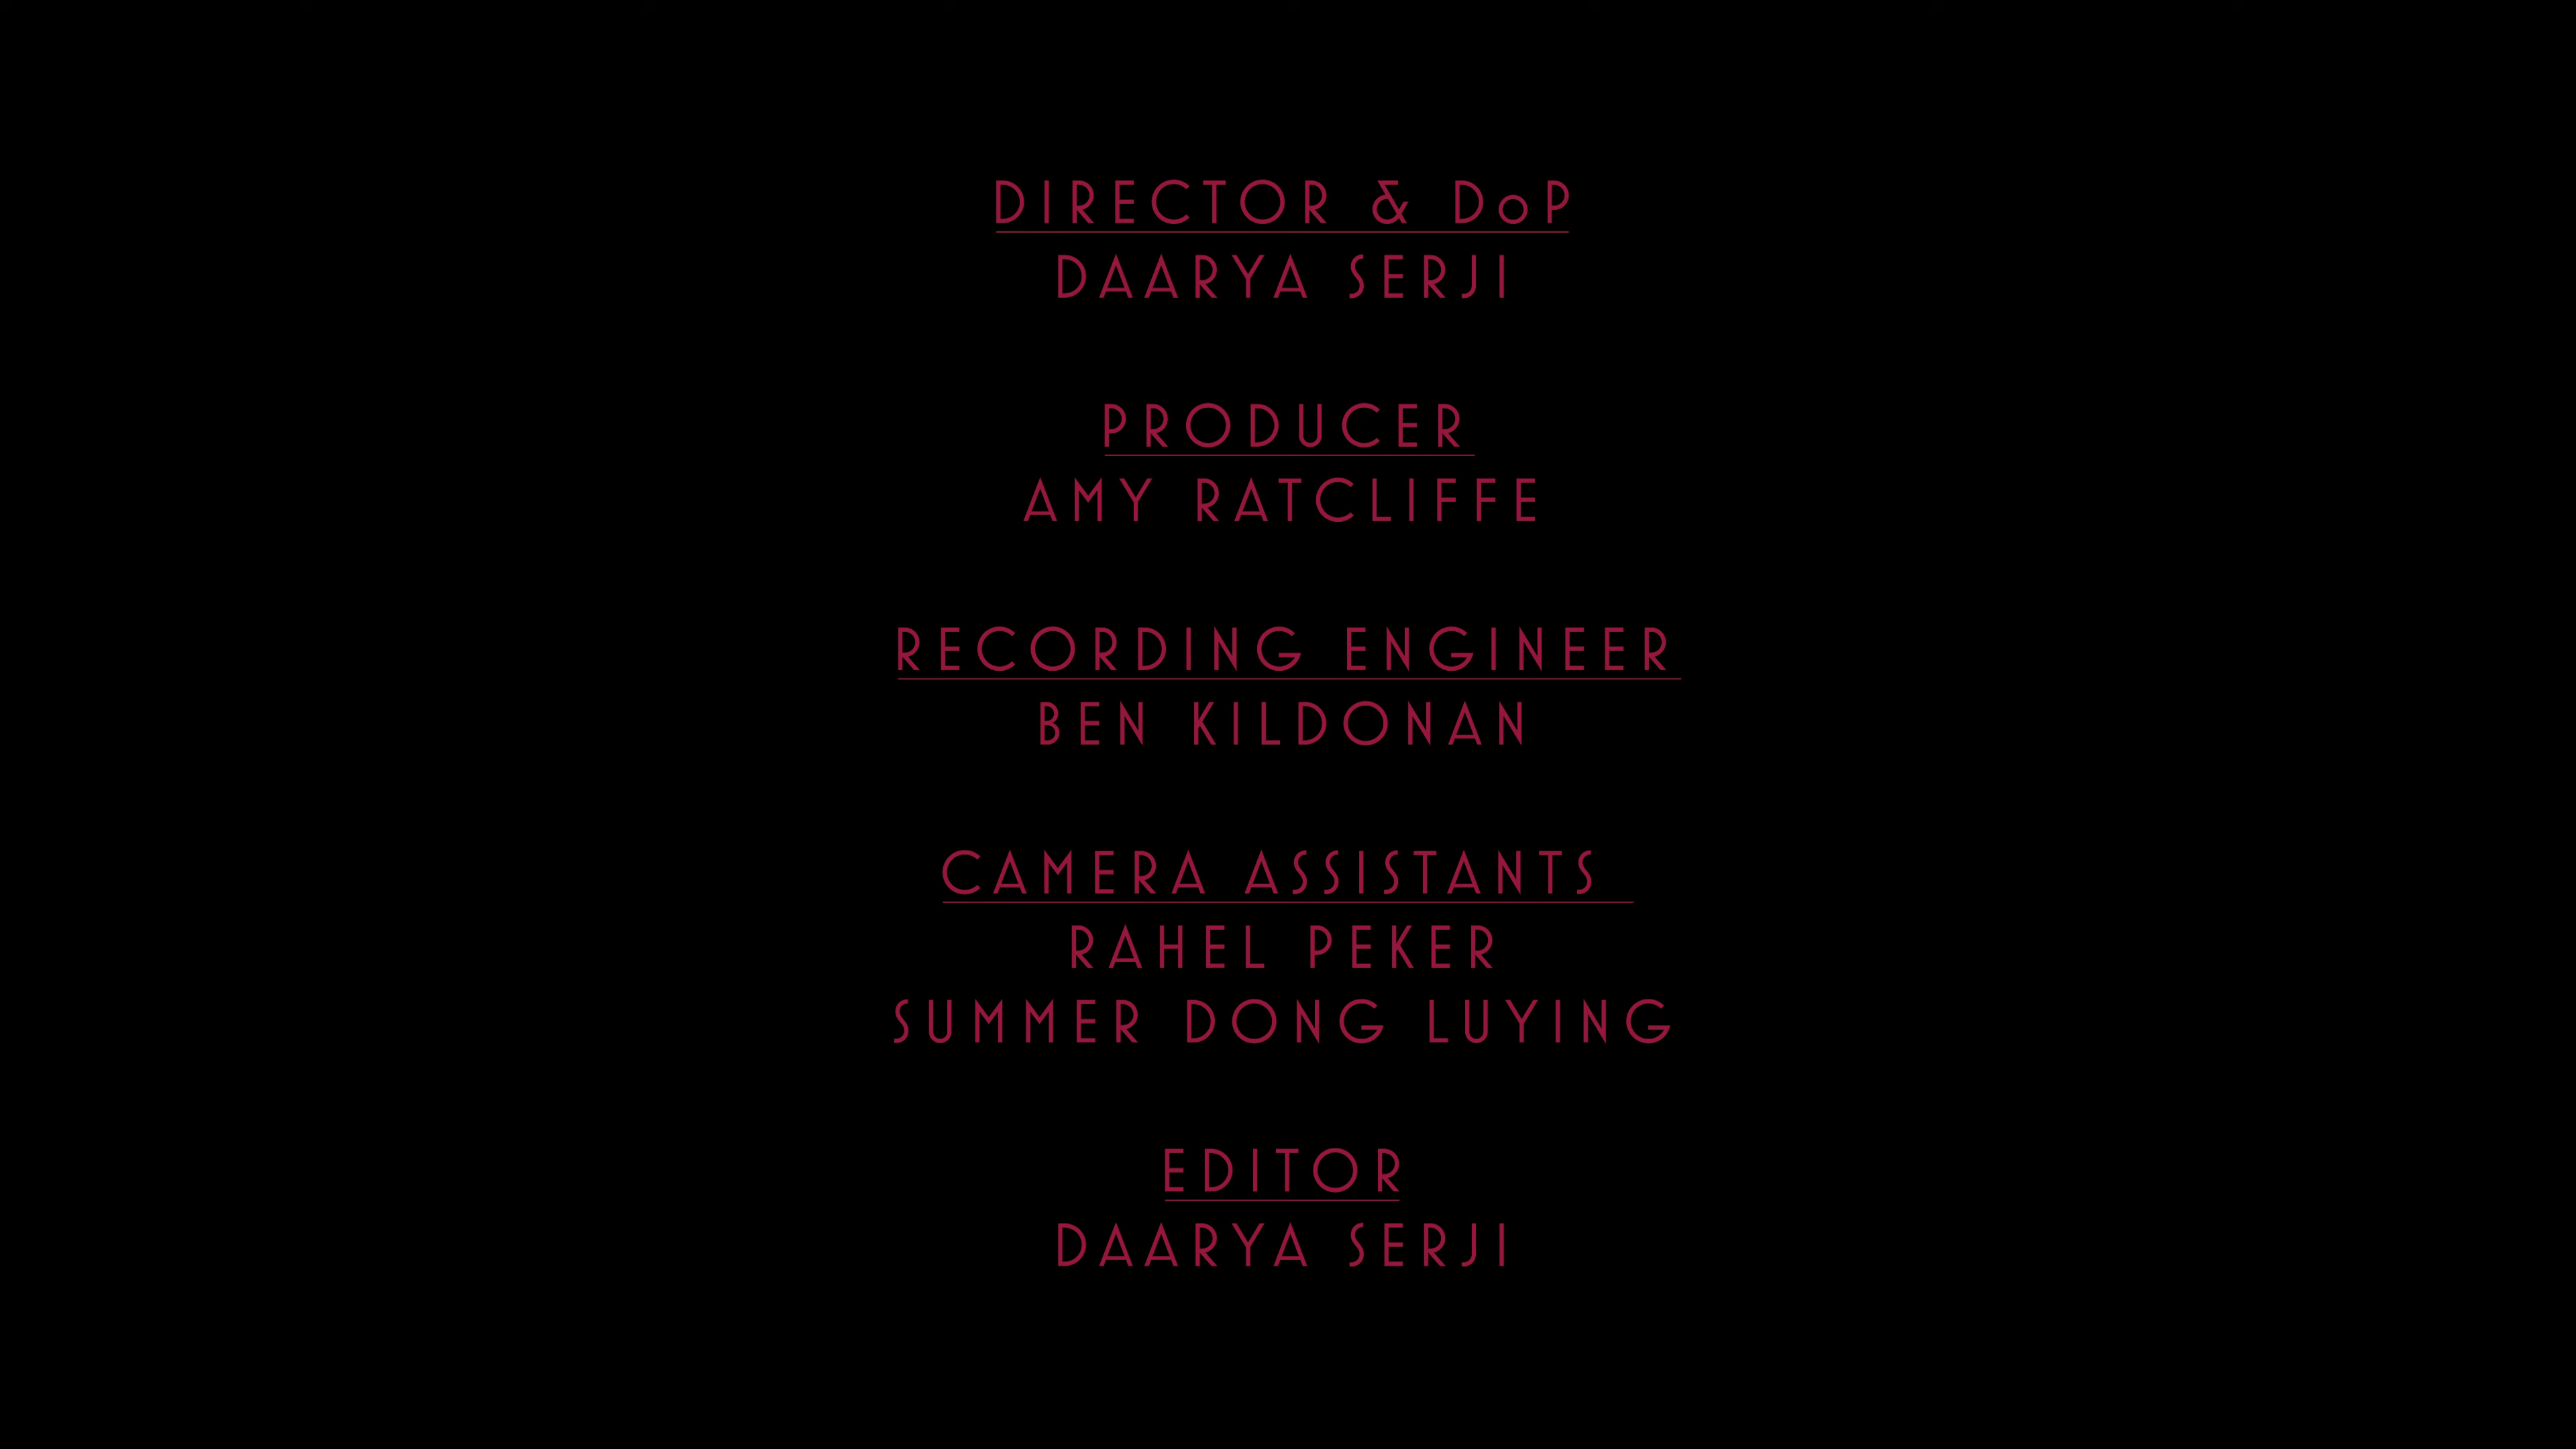 DIRECTOR & DoP
DAARYA SERJI
PRODUCER
AMY RATCLIFFE
RECORDING ENGINEER
BEN KILDONAN
CAMERA ASSISTANTS
RAHEL PEKER
SUMMER DONG LUYING
EDITOR
DAARYA SERJI